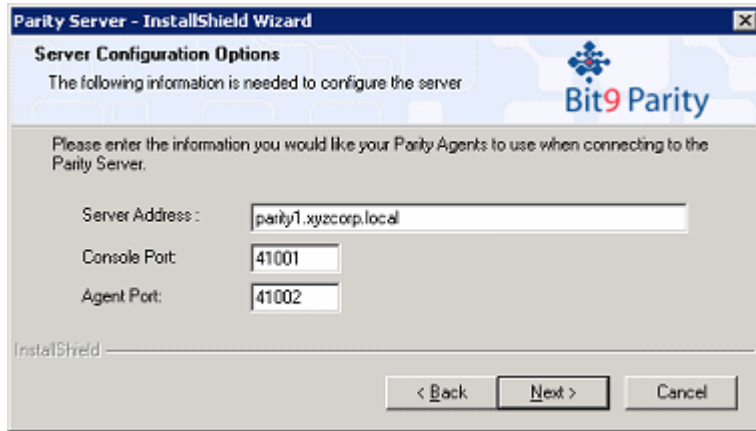 Parity Server - InstallShield Wizard
Server Configuration Options
The following information is needed to configure the server
Bit9 Parity
Please enter the information you would like your Parity Agents to use when connecting to the
Parity Server.
Server Address : parity1.xyzcorp.local
Console Port: 41001
Agent Port: 41002
InstallShield
< Back Next > Cancel